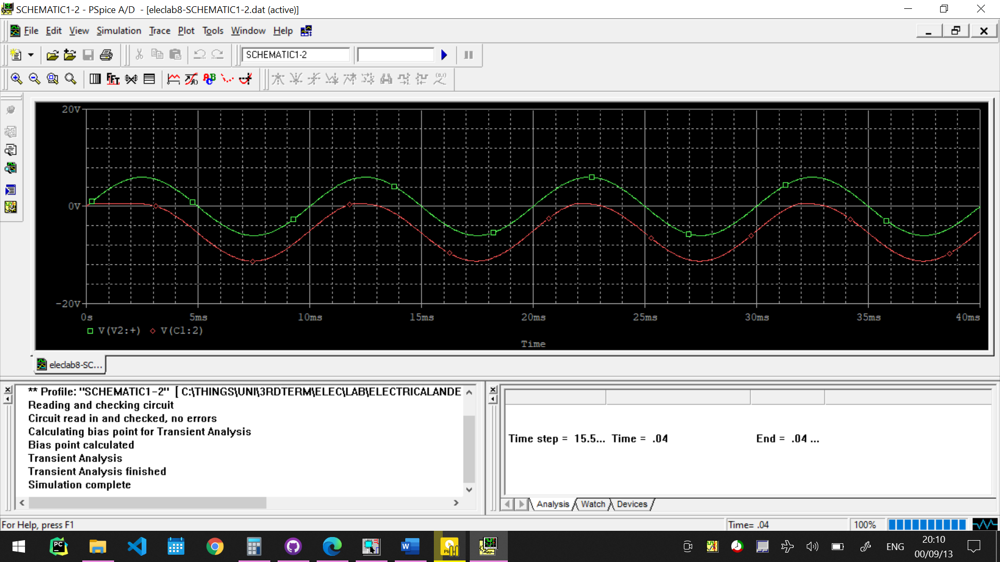 SCHEMATIC1-2 - PSpice A/D - [eleclab8-SCHEMATIC1-2.dat (active)]
File Edit View Simulation Trace Plot Tools Window Help
SCHEMATIC1-2
20V
0V
-20V
0s 5ms 10ms 15ms 20ms 25ms 30ms 35ms 40ms
V(V2:+) V(C1:2)
Time
eleclab8-SC...
** Profile: "SCHEMATIC1-2" [ C:\THINGS\UNI\3RDTERM\ELEC\LAB\ELECTRICALANDE
Reading and checking circuit
Circuit read in and checked, no errors
Calculating bias point for Transient Analysis
Bias point calculated
Transient Analysis
Transient Analysis finished
Simulation complete
Time step = 15.5... Time = .04 End = .04 ...
Analysis Watch Devices
For Help, press F1
Time= .04 100%
ENG
20:10
00/09/13